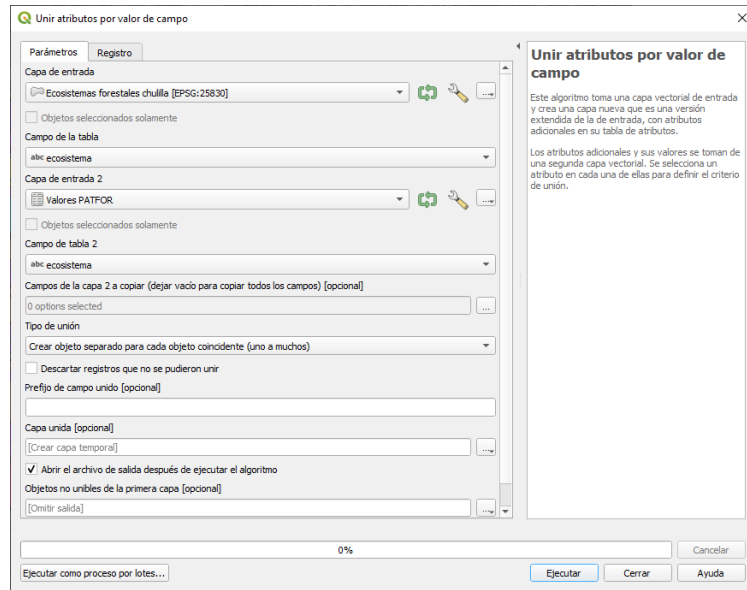 Unir atributos por valor de campo
Parámetros
Registro
Capa de entrada
Ecosistemas forestales chulilla [EPSG:25830]
Objetos seleccionados solamente
Campo de la tabla
abc ecosistema
Capa de entrada 2
Valores PATFOR
Objetos seleccionados solamente
Campo de tabla 2
abc ecosistema
Campos de la capa 2 a copiar (dejar vacío para copiar todos los campos) [opcional]
0 options selected
...
Tipo de unión
Crear objeto separado para cada objeto coincidente (uno a muchos)
Descartar registros que no se pudieron unir
Prefijo de campo unido [opcional]
Capa unida [opcional]
[Crear capa temporal]
Abrir el archivo de salida después de ejecutar el algoritmo
Objetos no unibles de la primera capa [opcional]
[Omitir salida]
Unir atributos por valor de
campo
Este algoritmo toma una capa vectorial de entrada
y crea una capa nueva que es una versión
extendida de la de entrada, con atributos
adicionales en su tabla de atributos.
Los atributos adicionales y sus valores se toman de
una segunda capa vectorial. Se selecciona un
atributo en cada una de ellas para definir el criterio
de unión.
0%
Cancelar
Ejecutar como proceso por lotes...
Ejecutar
Cerrar
Ayuda